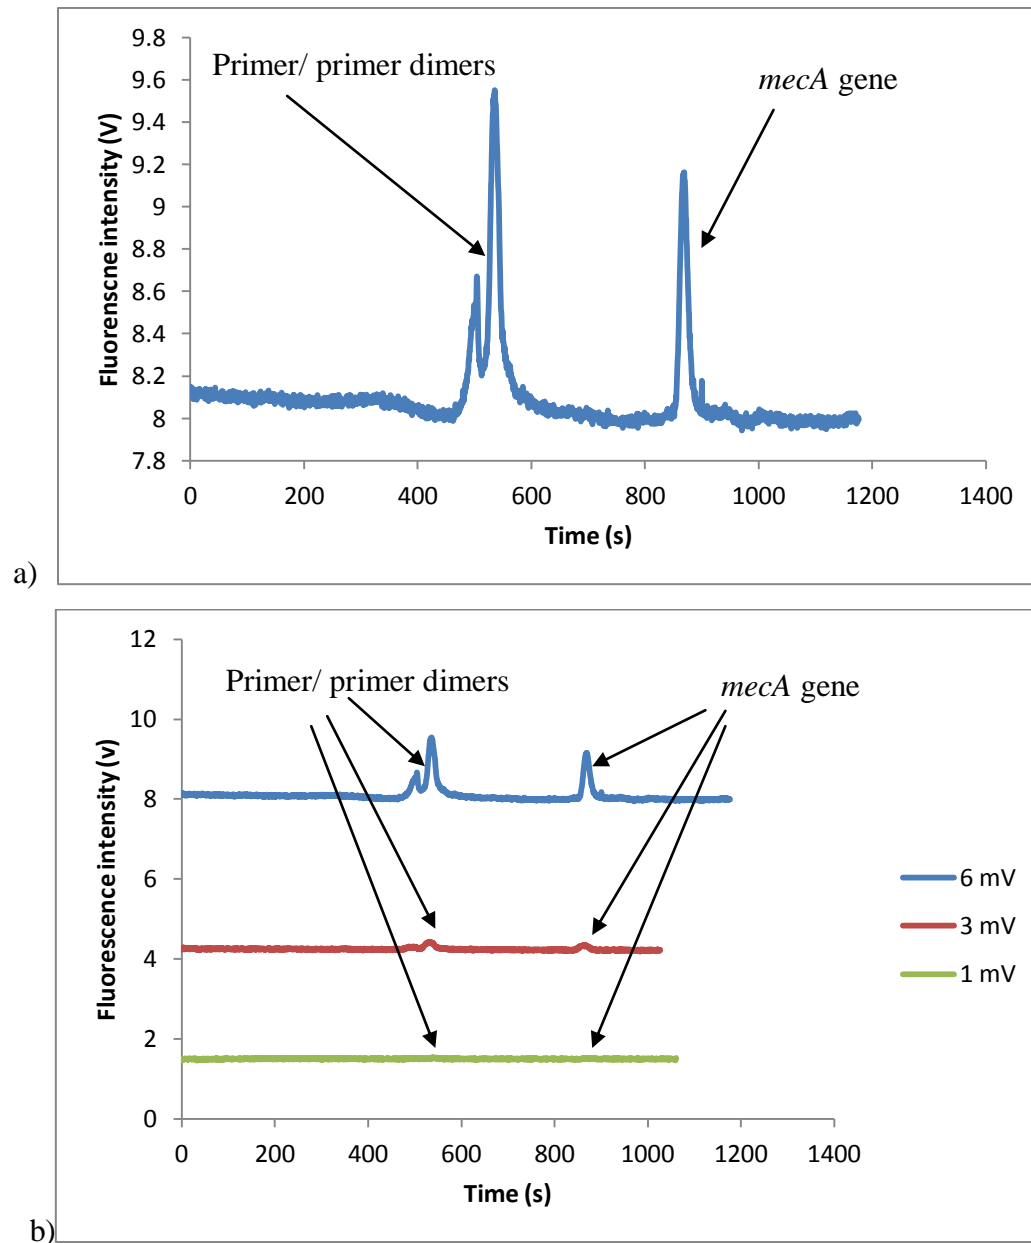 9.8
9.6
9.4
9.2
9
8.8
8.6
8.4
8.2
8
7.8
Fluorenscne intensity (V)
Primer/ primer dimers
mecA gene
0 200 400 600 800 1000 1200 1400
Time (s)
a)
12
10
8
6
4
2
0
Fluorescence intensity (v)
Primer/ primer dimers
mecA gene
6 mV
3 mV
1 mV
0 200 400 600 800 1000 1200 1400
Time (s)
b)